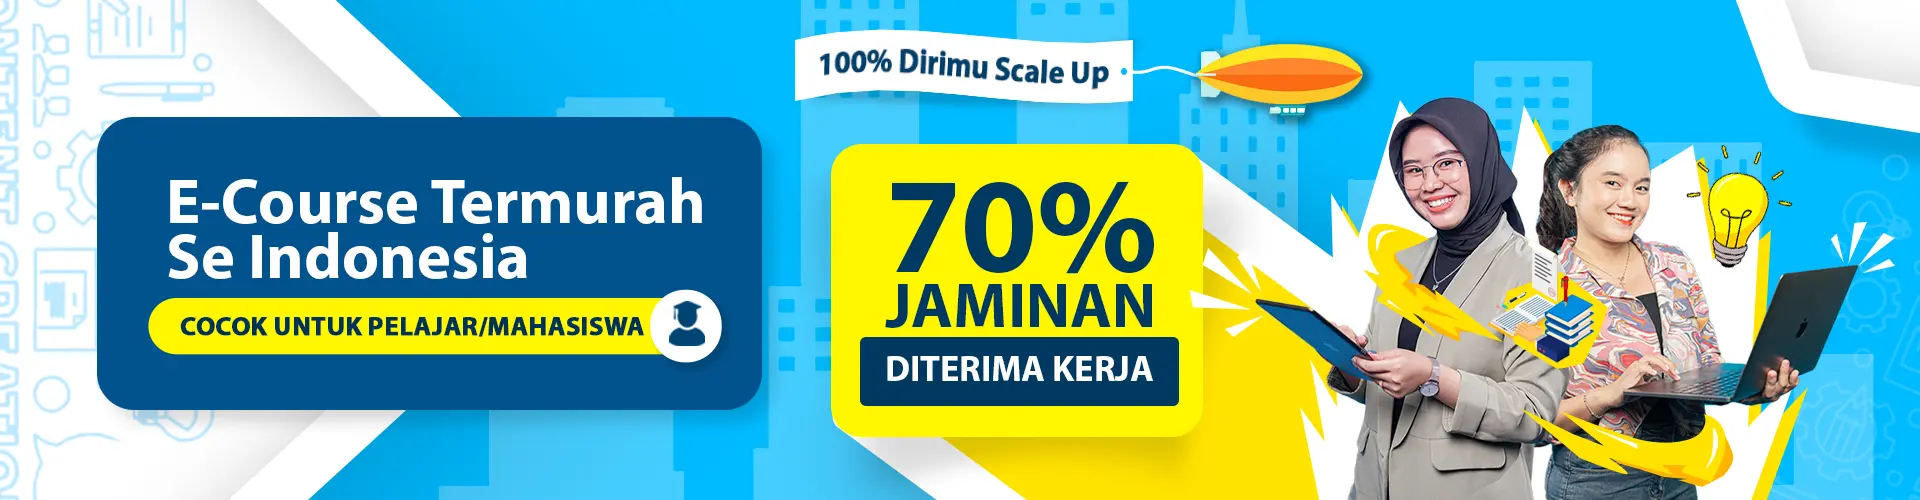 100% Dirimu Scale Up
E-Course Termurah
Se Indonesia
COCOK UNTUK PELAJAR/MAHASISWA
70%
JAMINAN
DITERIMA KERJA